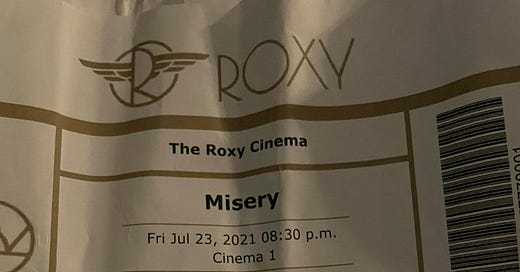 R ROXY
The Roxy Cinema
Misery
Fri Jul 23, 2021 08:30 p.m.
Cinema 1